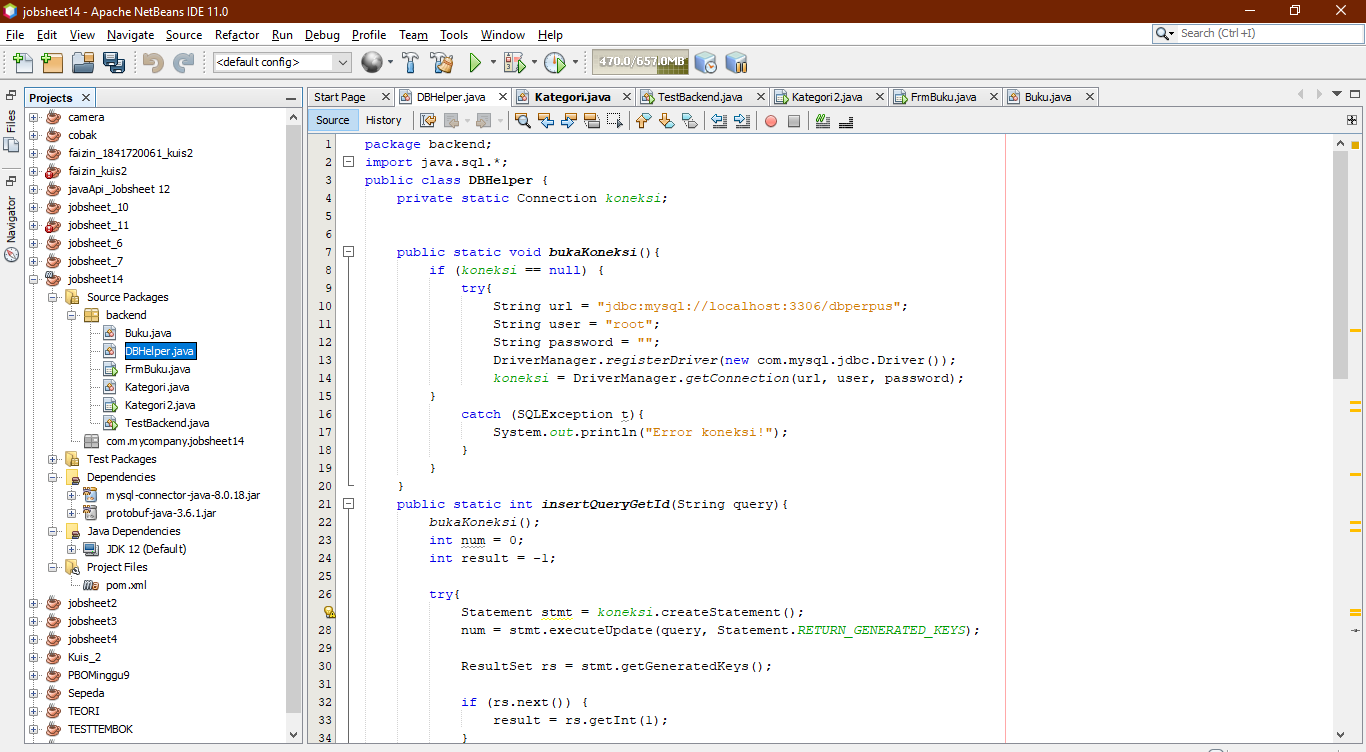 jobsheet14 - Apache NetBeans IDE 11.0
File Edit View Navigate Source Refactor Run Debug Profile Team Tools Window Help
Search (Ctrl+I)
<default config>
470.0/657.0MB
Files
Navigator
Projects
camera
cobak
faizin_1841720061_kuis2
faizin_kuis2
javaApi_Jobsheet 12
jobsheet_10
jobsheet_11
jobsheet_6
jobsheet_7
jobsheet14
Source Packages
backend
Buku.java
DBHelper.java
FrmBuku.java
Kategori.java
Kategori2.java
TestBackend.java
com.mycompany.jobsheet14
Test Packages
Dependencies
mysql-connector-java-8.0.18.jar
protobuf-java-3.6.1.jar
Java Dependencies
JDK 12 (Default)
Project Files
pom.xml
jobsheet2
jobsheet3
jobsheet4
Kuis_2
PBOMinggu9
Sepeda
TEORI
TESTTEMBOK
Start Page DBHelper.java Kategori.java TestBackend.java Kategori2.java FrmBuku.java Buku.java
Source History
1 package backend;
2 import java.sql.*;
3 public class DBHelper {
4 private static Connection koneksi;
5
6
7 public static void bukaKoneksi(){
8 if (koneksi == null) {
9 try{
10 String url = "jdbc:mysql://localhost:3306/dbperpus";
11 String user = "root";
12 String password = "";
13 DriverManager.registerDriver(new com.mysql.jdbc.Driver());
14 koneksi = DriverManager.getConnection(url, user, password);
15 }
16 catch (SQLException t){
17 System.out.println("Error koneksi!");
18 }
19 }
20 }
21 public static int insertQueryGetId(String query){
22 bukaKoneksi();
23 int num = 0;
24 int result = -1;
25
26 try{
Statement stmt = koneksi.createStatement();
28 num = stmt.executeUpdate(query, Statement.RETURN_GENERATED_KEYS);
29
30 ResultSet rs = stmt.getGeneratedKeys();
31
32 if (rs.next()) {
33 result = rs.getInt(1);
34 }